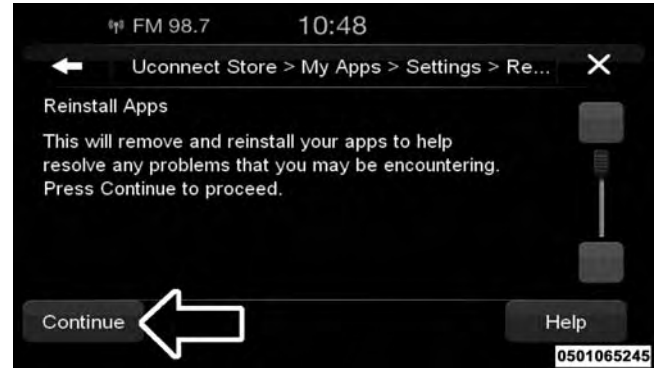 FM 98.7 10:48
Uconnect Store > My Apps > Settings > Re...
Reinstall Apps
This will remove and reinstall your apps to help
resolve any problems that you may be encountering.
Press Continue to proceed.
Continue Help
0501065245